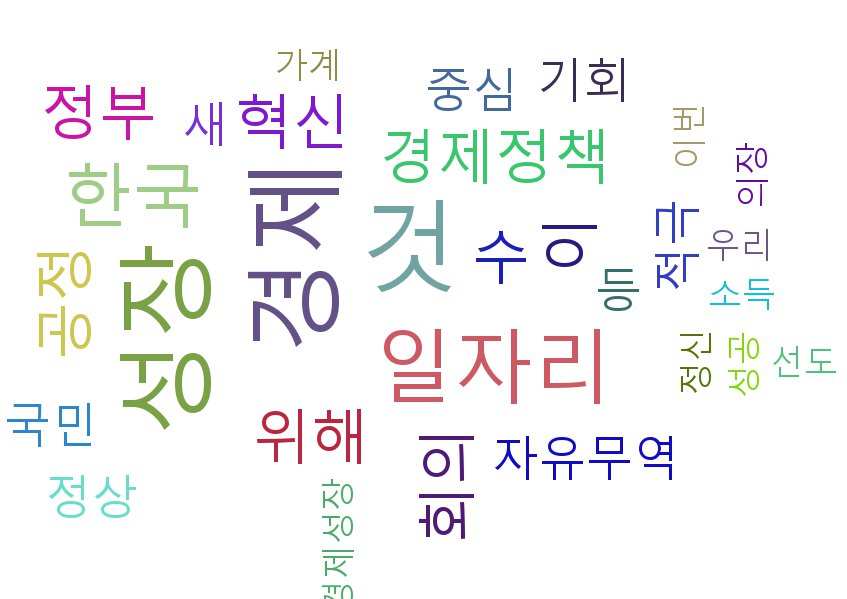 가계
중심
기회
정부
새
혁신
이번
경제정책
의장
한국
경제
것
적극
우리
수
이
공정
성장
등
소득
일자리
정신
성공
선도
국민
위해
회의
자유무역
정상
경제성장